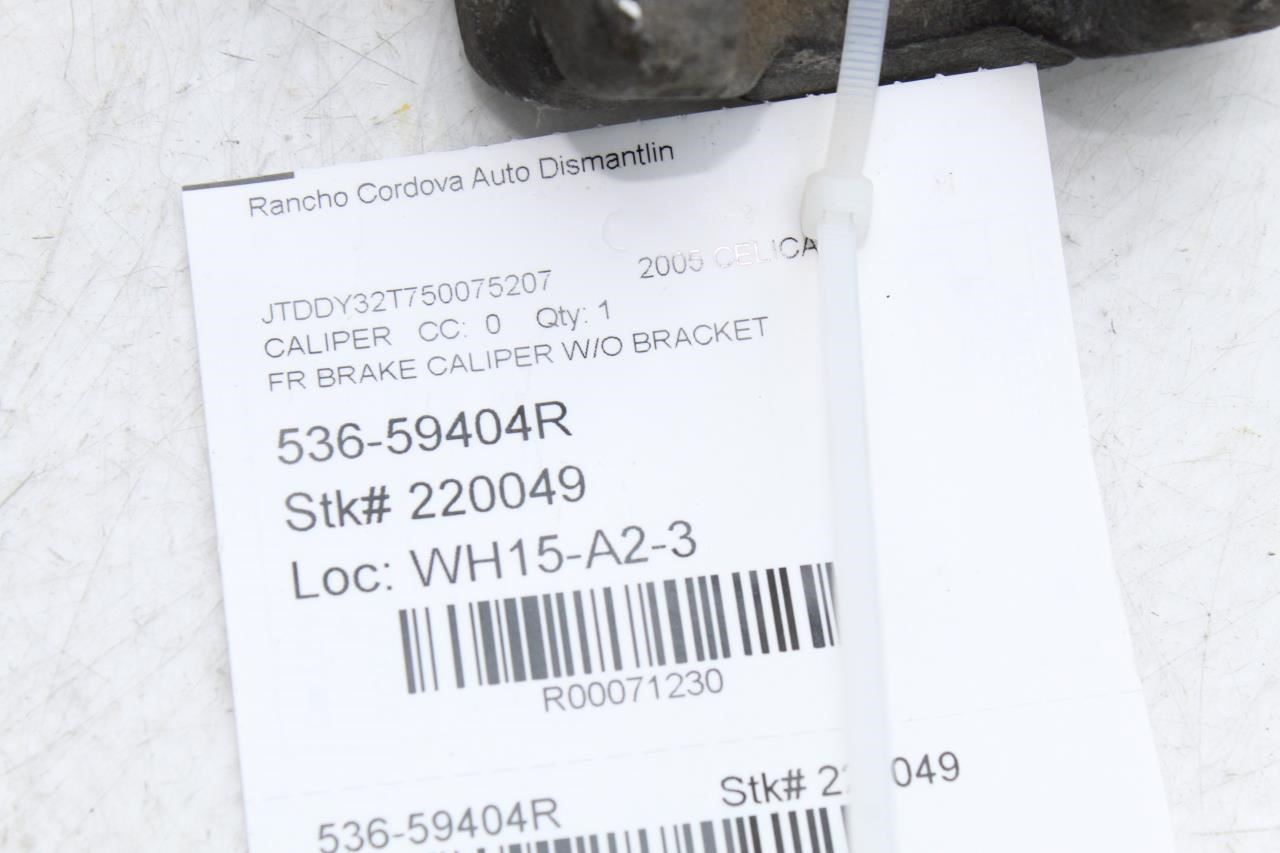 Rancho Cordova Auto Dismantlin
JTDDY32T750075207 2005 CELICA
CALIPER CC: 0 Qty: 1
FR BRAKE CALIPER W/O BRACKET
536-59404R
Stk# 220049
Loc: WH15-A2-3
R00071230
536-59404R Stk# 22 049